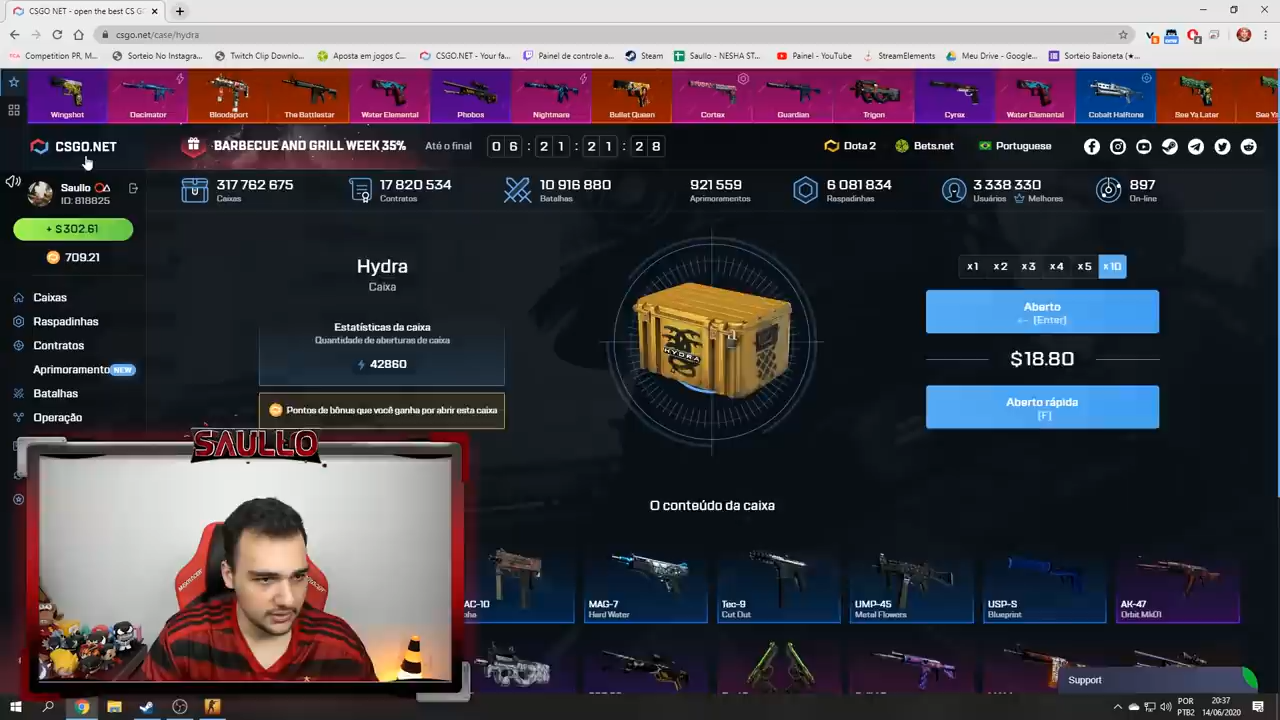 CSGO NET - open the best CS G
csgo.net/case/hydra
Competition PR, M...
Sorteio No Instagra...
Twitch Clip Downlo...
Aposta em jogos C...
CSGO.NET - Your fa...
Painel de controle a...
Steam
Saullo - NESHA ST...
Painel - YouTube
StreamElements
Meu Drive - Google...
Sorteio Baioneta (★...
Wingshot
Decimator
Bloodsport
The Battlestar
Water Elemental
Phobos
Nightmare
Bullet Queen
Cortex
Guardian
Trigon
Cyrex
Water Elemental
Cobalt Halftone
See Ya Later
See Ya
CSGO.NET
BARBECUE AND GRILL WEEK 35%
Até o final
06:21:21:28
Dota 2
Bets.net
Portuguese
Saullo
ID: 818825
317 762 675
Caixas
17 820 534
Contratos
10 916 880
Batalhas
921 559
Aprimoramentos
6 081 834
Raspadinhas
3 338 330
Usuários
Melhores
897
On-line
+ $302.61
709.21
Caixas
Raspadinhas
Contratos
Aprimoramento NEW
Batalhas
Operação
Hydra
Caixa
Estatísticas da caixa
Quantidade de aberturas de caixa
42860
Pontos de bônus que você ganha por abrir esta caixa
HYDRA
x1
x2
x3
x4
x5
x10
Aberto
← [Enter]
$18.80
Aberto rápida
[F]
O conteúdo da caixa
AC-10
MAG-7
Hard Water
Tec-9
Cut Out
UMP-45
Metal Flowers
USP-S
Blueprint
AK-47
Orbit Mk01
SAULLO
Support
POR
PTB2
20:37
14/06/2020